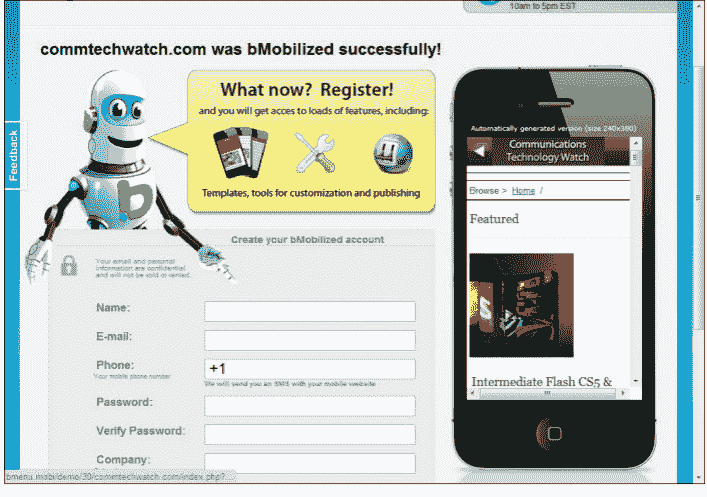 10am to 5pm EST
commtechwatch.com was bMobilized successfully!
What now? Register!
and you will get acces to loads of features, including:
Templates, tools for customization and publishing
Feedback
Create your bMobilized account
Your email and personal
information are confidential
and will not be sold or rented.
Name:
E-mail:
Phone:
Your mobile phone number
+1
We will send you an SMS with your mobile website
Password:
Verify Password:
Company:
bmenu.mobi/demo/30/commtechwatch.com/index.php?
Automatically generated version (size 240x380)
Communications
Technology Watch
Browse > Home /
Featured
Intermediate Flash CS5 &